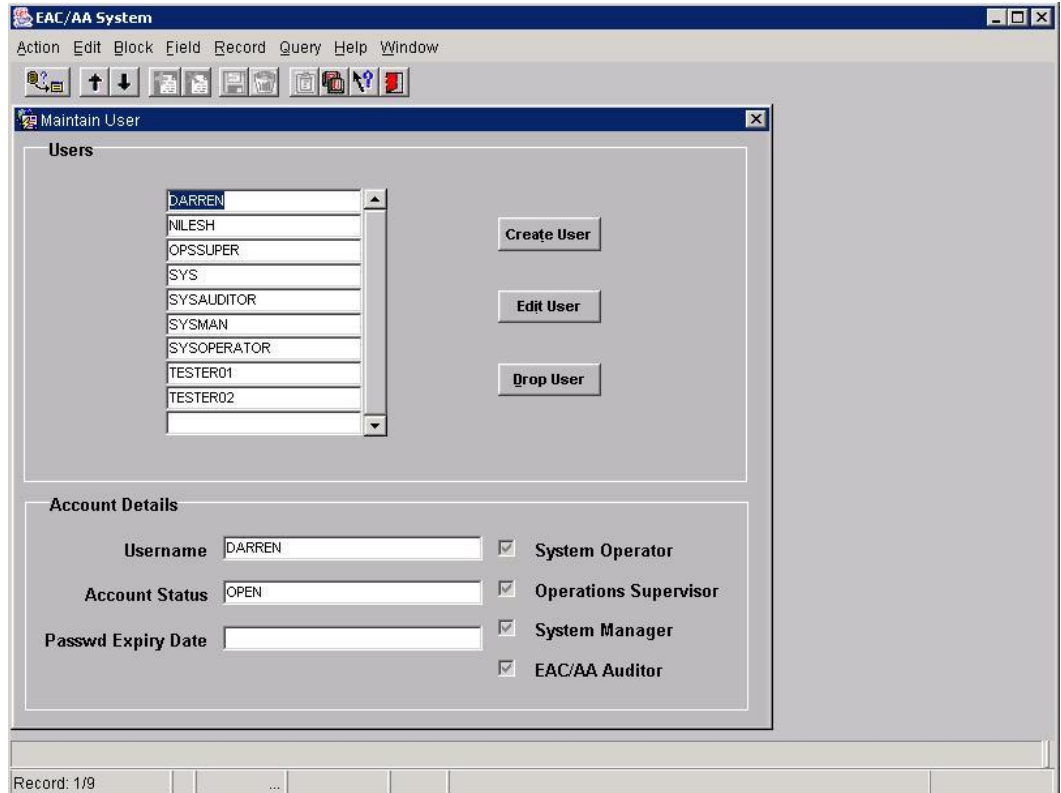 EAC/AA System
Action Edit Block Field Record Query Help Window
Maintain User
Users
DARREN
NILESH
OPSSUPER
SYS
SYSAUDITOR
SYSMAN
SYSOPERATOR
TESTER01
TESTER02
Create User
Edit User
Drop User
Account Details
Username DARREN
Account Status OPEN
Passwd Expiry Date
System Operator
Operations Supervisor
System Manager
EAC/AA Auditor
Record: 1/9 ...